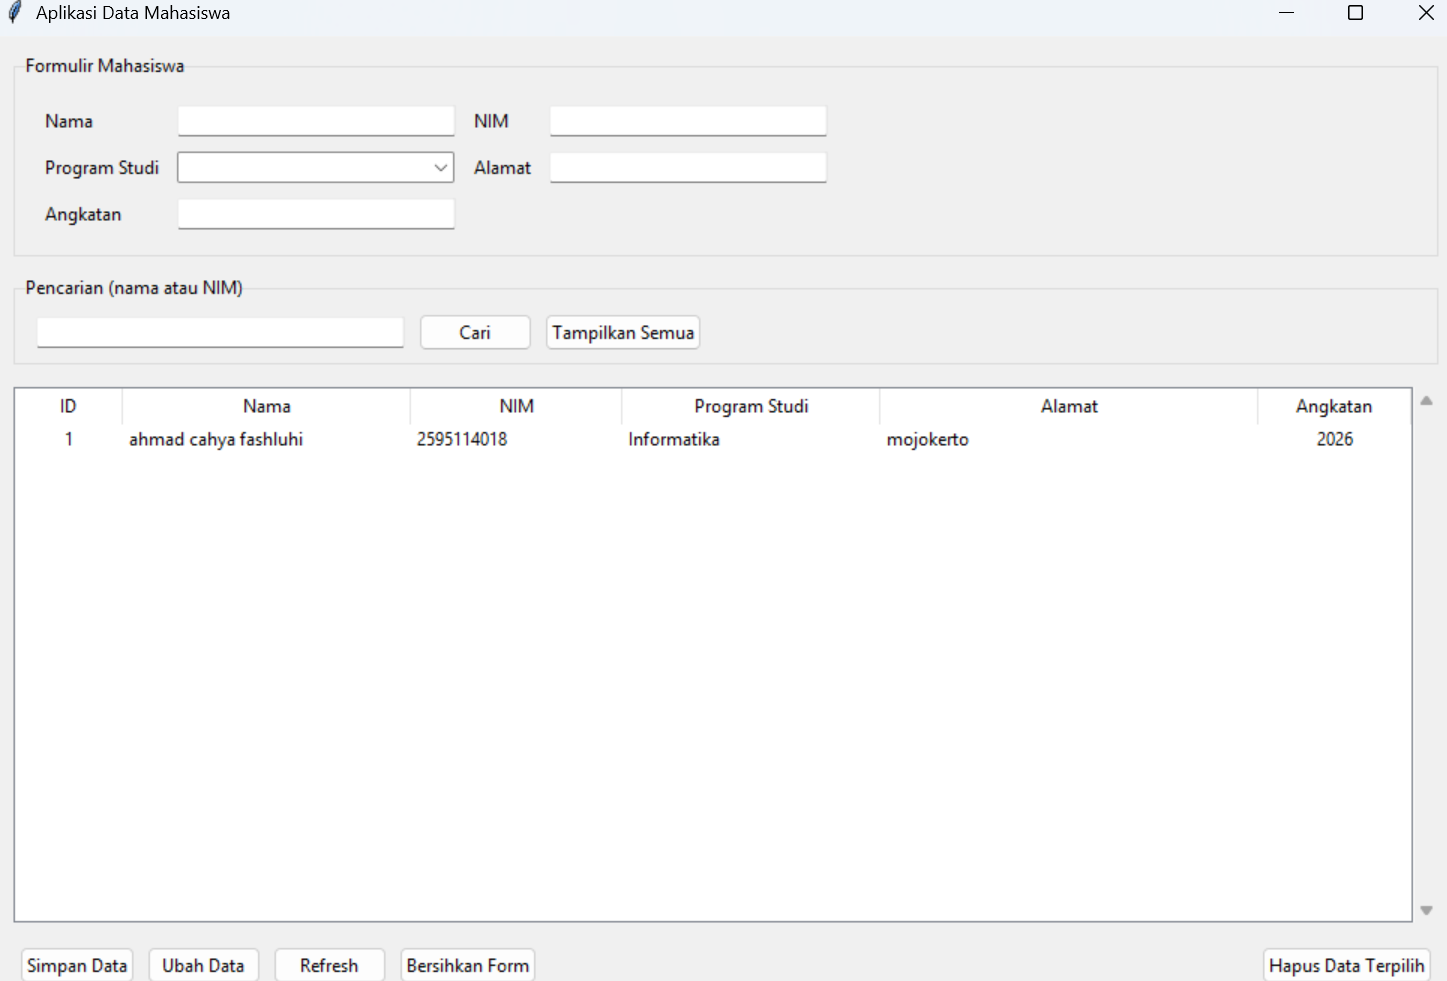 Aplikasi Data Mahasiswa
Formulir Mahasiswa
Nama NIM
Program Studi Alamat
Angkatan
Pencarian (nama atau NIM)
Cari Tampilkan Semua
ID Nama NIM Program Studi Alamat Angkatan
1 ahmad cahya fashluhi 2595114018 Informatika mojokerto 2026
Simpan Data Ubah Data Refresh Bersihkan Form Hapus Data Terpilih